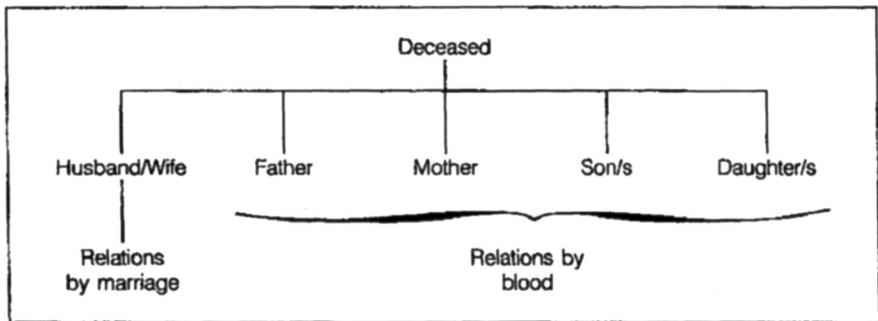 Deceased
Husband/Wife Father Mother Son/s Daughter/s
Relations
by marriage
Relations by
blood